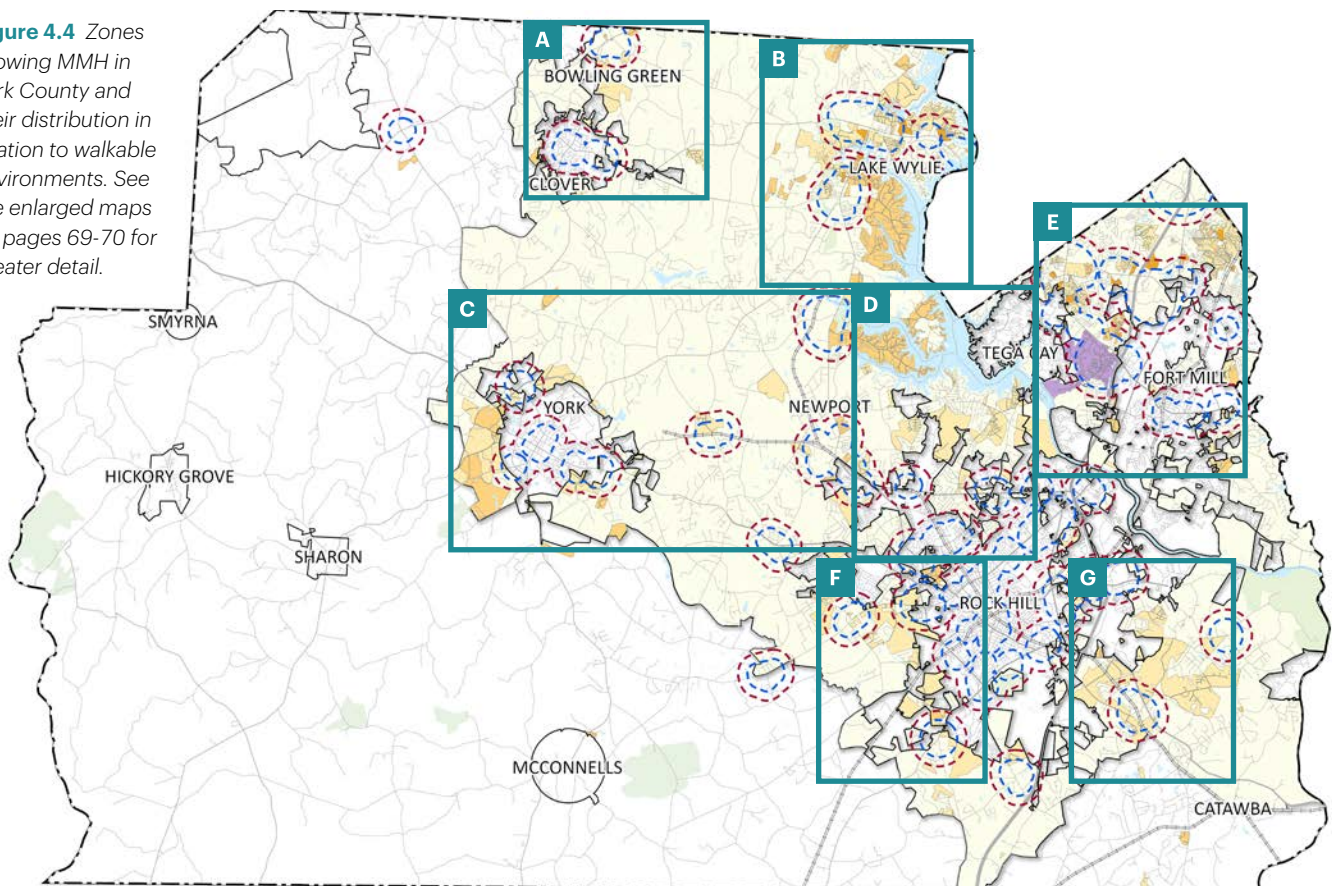 gure 4.4 Zones
owing MMH in
rk County and
eir distribution in
ation to walkable
vironments. See
e enlarged maps
pages 69-70 for
eater detail.
A
BOWLING GREEN
CLOVER
B
LAKE WYLIE
E
TEGA CAY
FORT MILL
C
YORK
NEWPORT
D
SMYRNA
HICKORY GROVE
SHARON
F
ROCK HILL
G
MCCONNELLS
CATAWBA